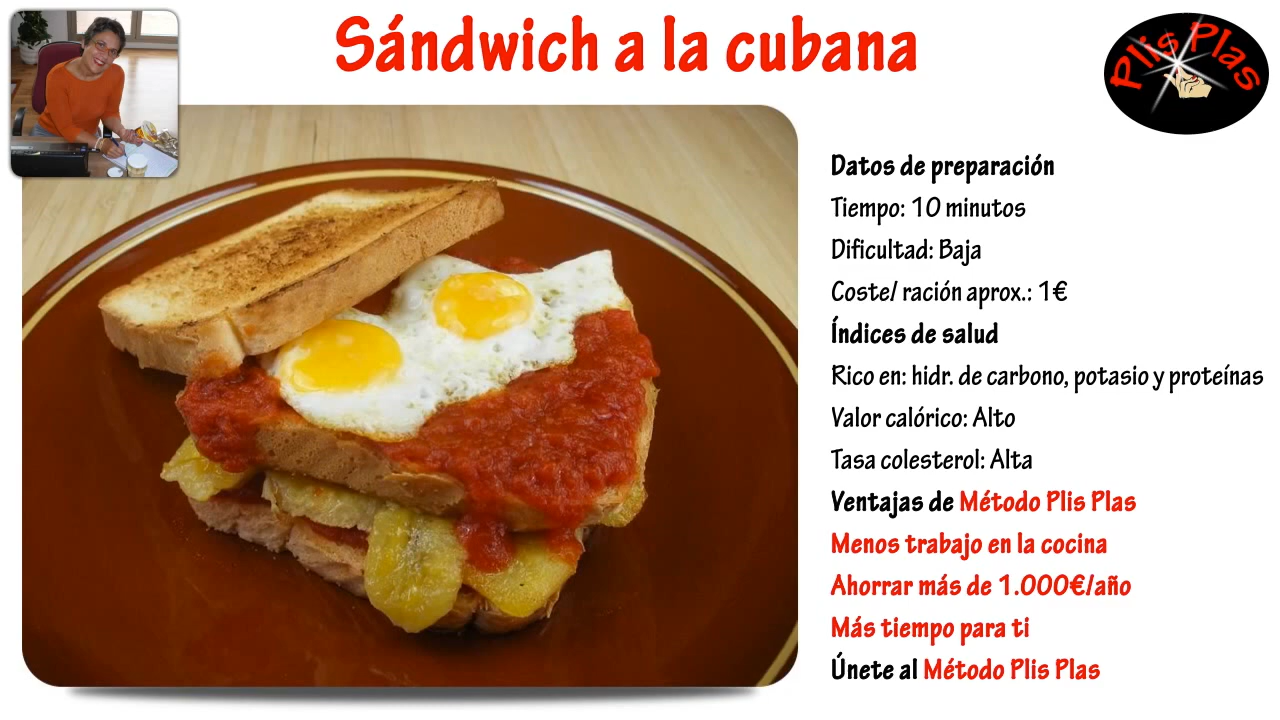 Sándwich a la cubana
Plis Plas
Datos de preparación
Tiempo: 10 minutos
Dificultad: Baja
Coste/ ración aprox.: 1€
Índices de salud
Rico en: hidr. de carbono, potasio y proteínas
Valor calórico: Alto
Tasa colesterol: Alta
Ventajas de Método Plis Plas
Menos trabajo en la cocina
Ahorrar más de 1.000€/año
Más tiempo para ti
Únete al Método Plis Plas